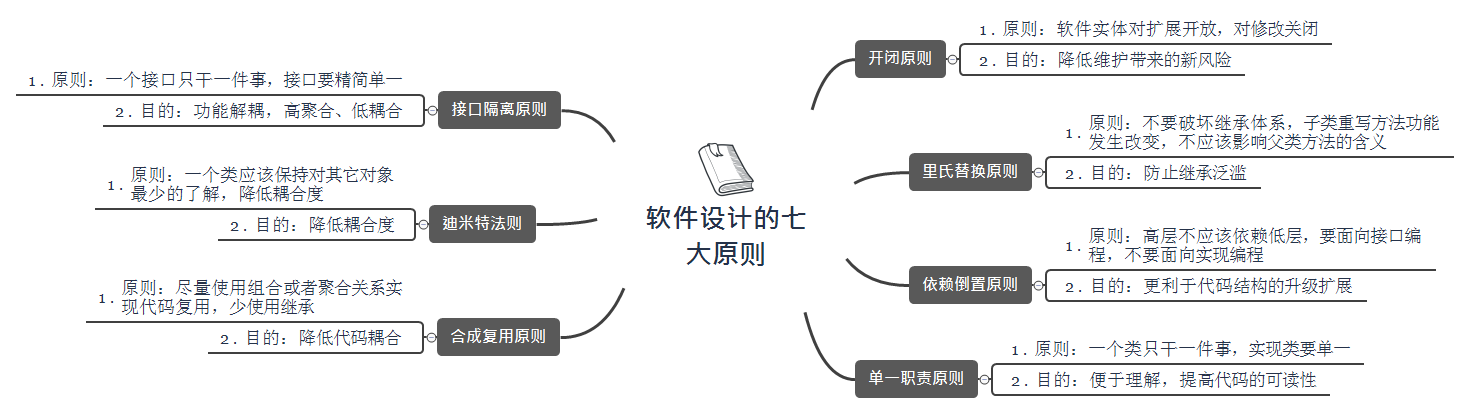 软件设计的七
大原则
开闭原则
1. 原则：软件实体对扩展开放，对修改关闭
2. 目的：降低维护带来的新风险
里氏替换原则
1. 原则：不要破坏继承体系，子类重写方法功能
发生改变，不应该影响父类方法的含义
2. 目的：防止继承泛滥
依赖倒置原则
1. 原则：高层不应该依赖低层，要面向接口编
程，不要面向实现编程
2. 目的：更利于代码结构的升级扩展
单一职责原则
1. 原则：一个类只干一件事，实现类要单一
2. 目的：便于理解，提高代码的可读性
接口隔离原则
1. 原则：一个接口只干一件事，接口要精简单一
2. 目的：功能解耦，高聚合、低耦合
迪米特法则
1. 原则：一个类应该保持对其它对象
最少的了解，降低耦合度
2. 目的：降低耦合度
合成复用原则
1. 原则：尽量使用组合或者聚合关系实
现代码复用，少使用继承
2. 目的：降低代码耦合